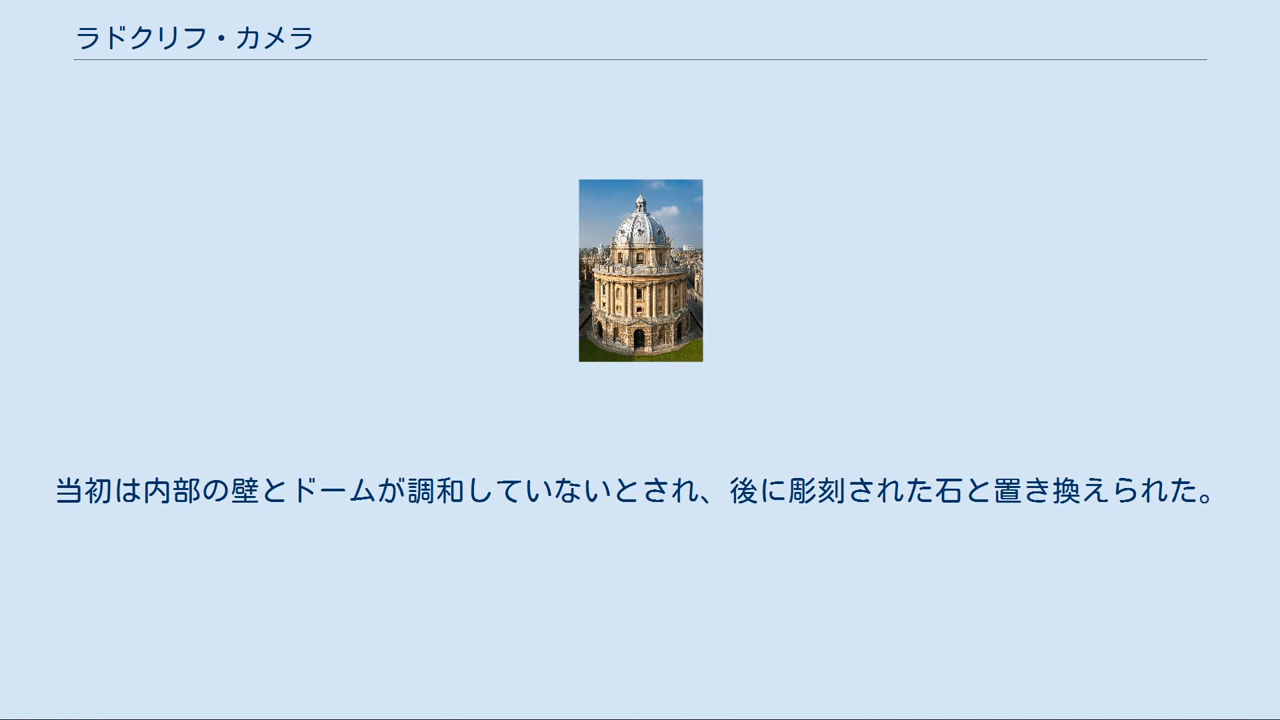 ラドクリフ・カメラ
当初は内部の壁とドームが調和していないとされ、後に彫刻された石と置き換えられた。